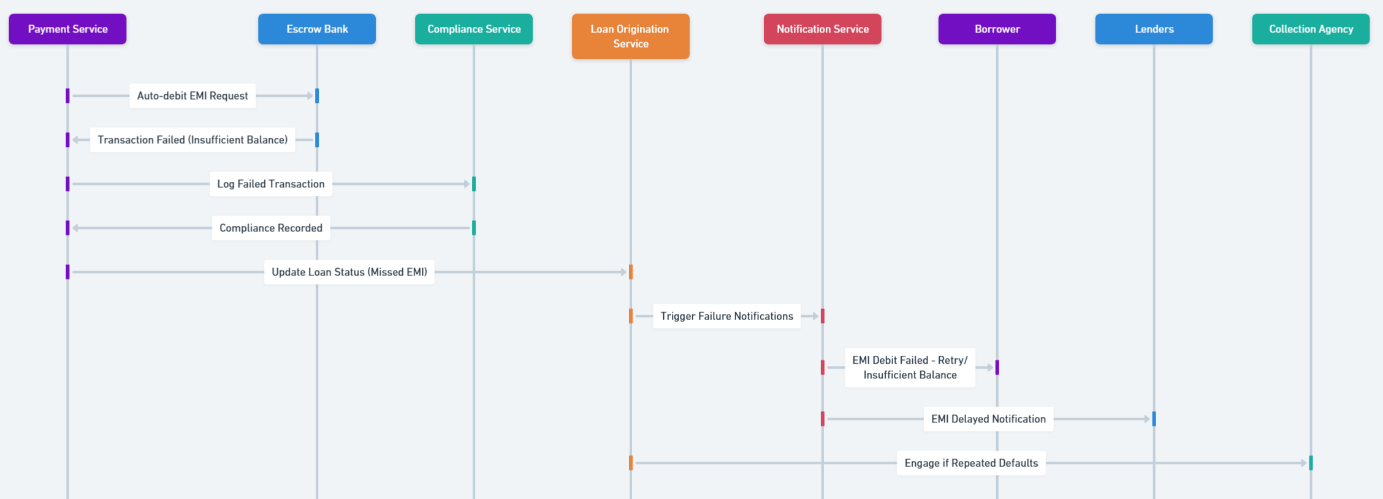 Payment Service
Escrow Bank
Compliance Service
Loan Origination
Service
Notification Service
Borrower
Lenders
Collection Agency
Auto-debit EMI Request
Transaction Failed (Insufficient Balance)
Log Failed Transaction
Compliance Recorded
Update Loan Status (Missed EMI)
Trigger Failure Notifications
EMI Debit Failed - Retry/
Insufficient Balance
EMI Delayed Notification
Engage if Repeated Defaults